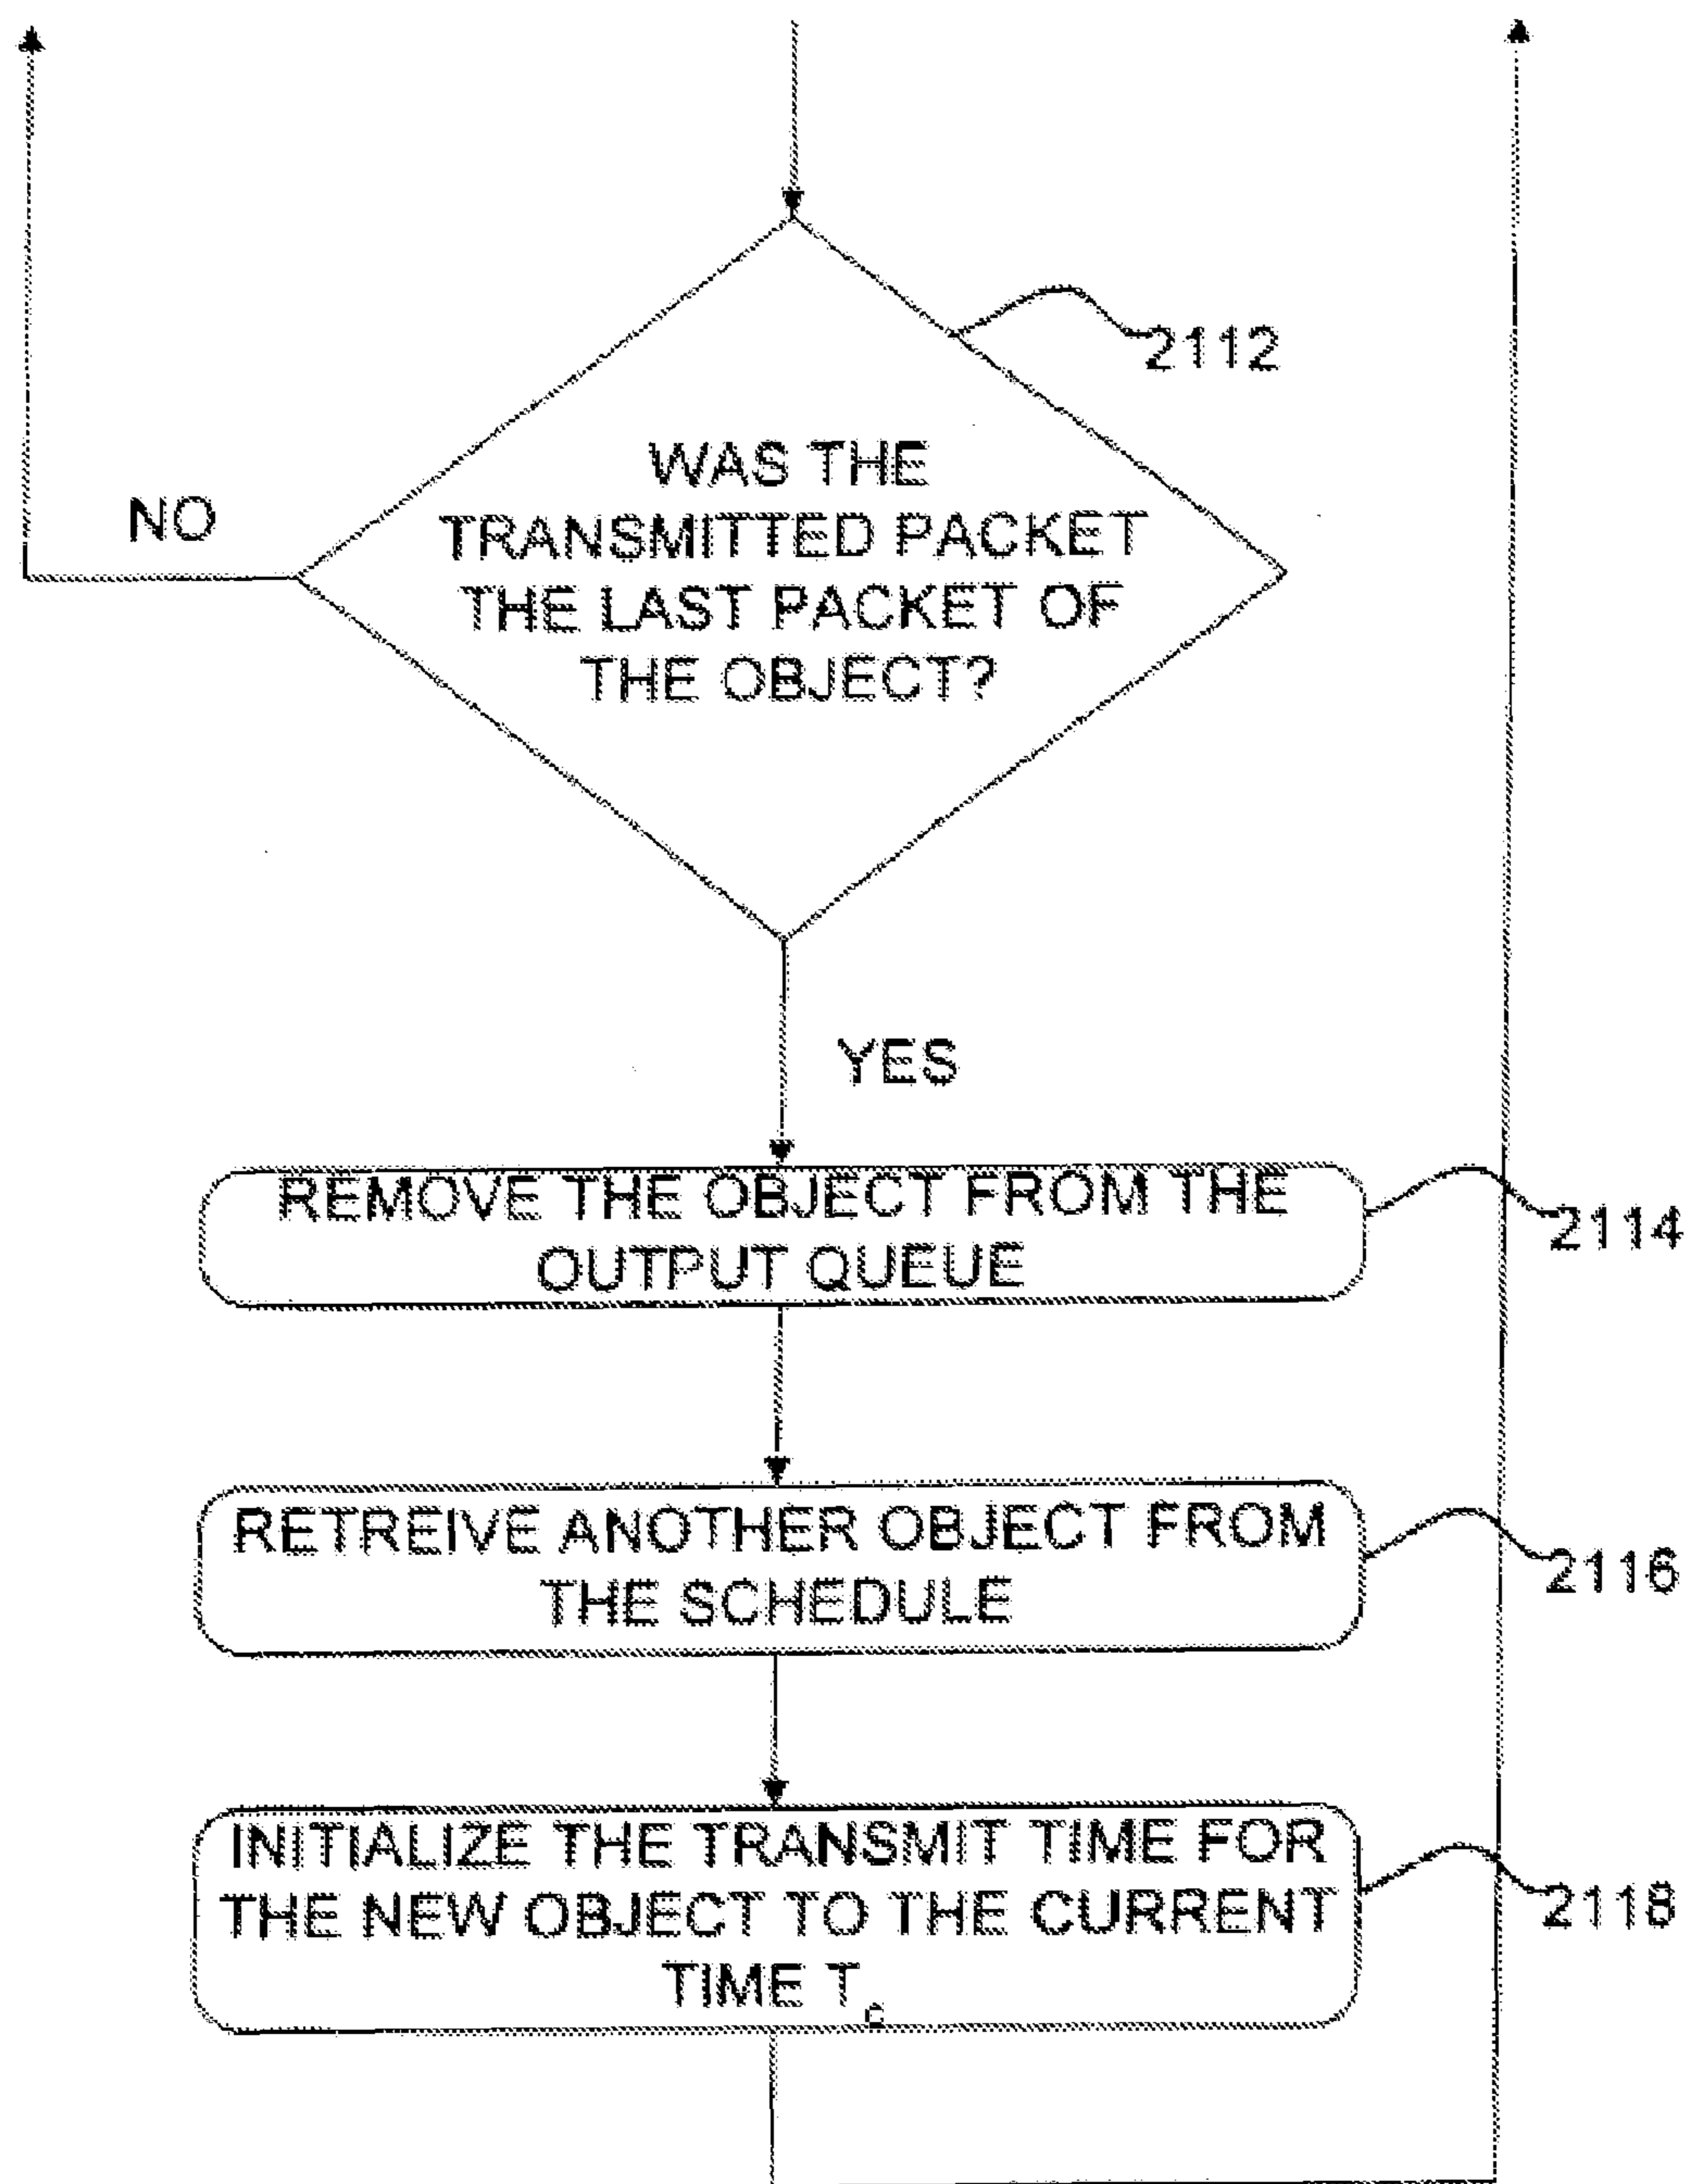 2112
WAS THE
TRANSMITTED PACKET
THE LAST PACKET OF
THE OBJECT?
NO
YES
REMOVE THE OBJECT FROM THE
OUTPUT QUEUE
2114
RETREIVE ANOTHER OBJECT FROM
THE SCHEDULE
2116
INITIALIZE THE TRANSMIT TIME FOR
THE NEW OBJECT TO THE CURRENT
TIME Tc
2118